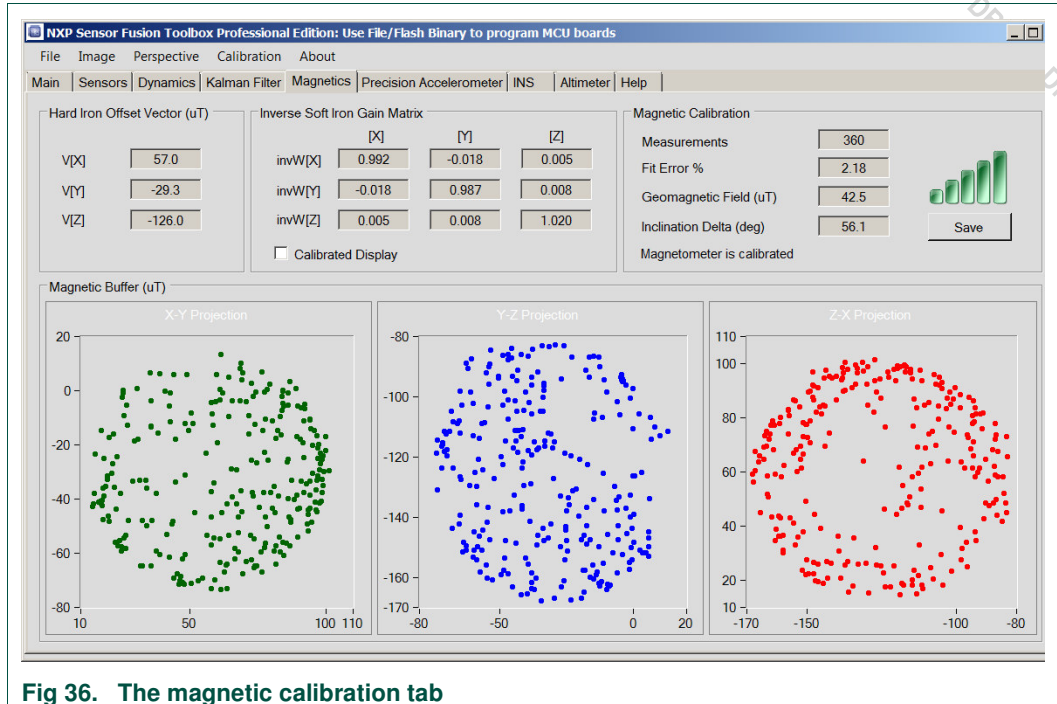 NXP Sensor Fusion Toolbox Professional Edition: Use File/Flash Binary to program MCU boards
File Image Perspective Calibration About
Main Sensors Dynamics Kalman Filter Magnetics Precision Accelerometer INS Altimeter Help
Hard Iron Offset Vector (uT) Inverse Soft Iron Gain Matrix Magnetic Calibration
[X] [Y] [Z] Measurements 360
V[X] 57.0 invW[X] 0.992 -0.018 0.005 Fit Error % 2.18
V[Y] -29.3 invW[Y] -0.018 0.987 0.008 Geomagnetic Field (uT) 42.5
V[Z] -126.0 invW[Z] 0.005 0.008 1.020 Inclination Delta (deg) 56.1 Save
Calibrated Display Magnetometer is calibrated
Magnetic Buffer (uT)
X-Y Projection Y-Z Projection Z-X Projection
20 -80 110
100
0 -100
80
-20 -120
60
-40
-140 40
-60
-160 20
-80 -170 10
10 50 100 110 -80 -50 0 20 -170 -150 -100 -80
Fig 36. The magnetic calibration tab